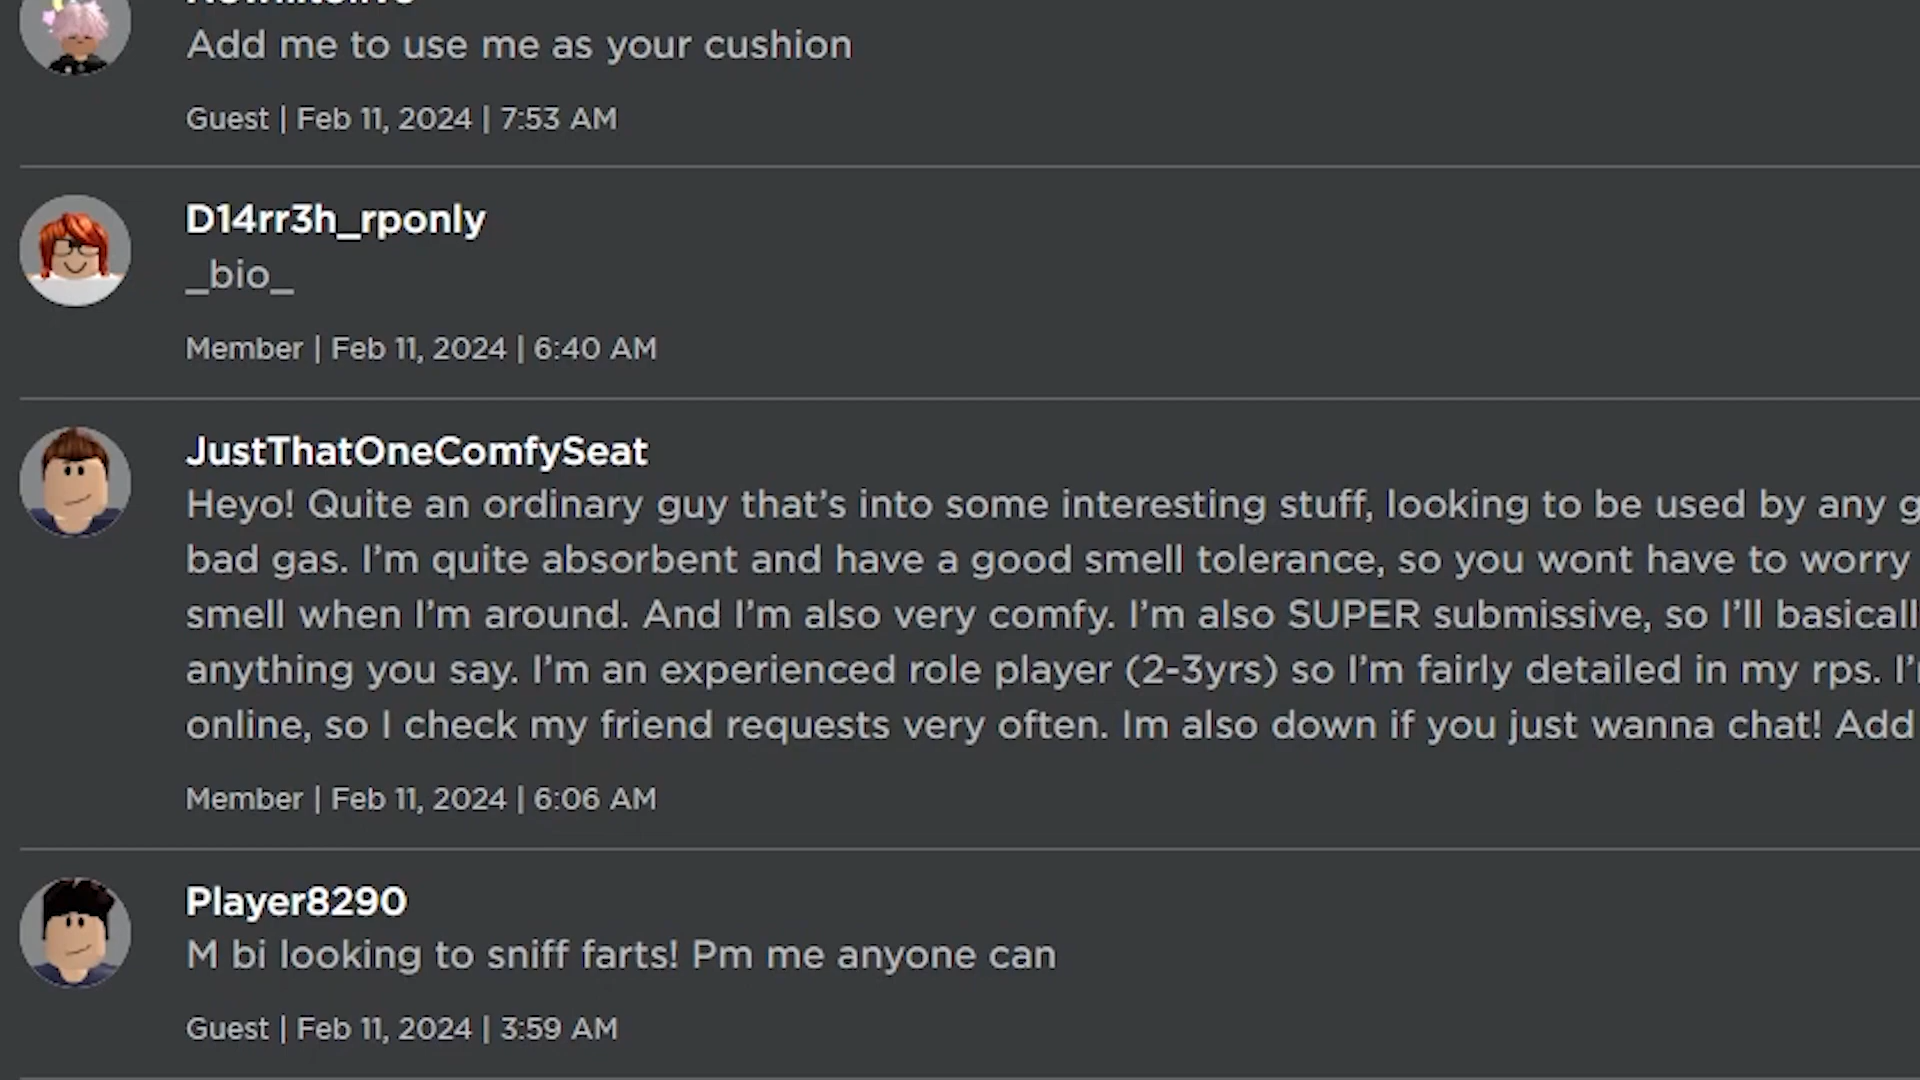 Add me to use me as your cushion
Guest | Feb 11, 2024 | 7:53 AM
D14rr3h_rponly
_bio_
Member | Feb 11, 2024 | 6:40 AM
JustThatOneComfySeat
Heyo! Quite an ordinary guy that’s into some interesting stuff, looking to be used by any
bad gas. I’m quite absorbent and have a good smell tolerance, so you wont have to worry
smell when I’m around. And I’m also very comfy. I’m also SUPER submissive, so I’ll basicall
anything you say. I’m an experienced role player (2-3yrs) so I’m fairly detailed in my rps.
online, so I check my friend requests very often. Im also down if you just wanna chat! Add
Member | Feb 11, 2024 | 6:06 AM
Player8290
M bi looking to sniff farts! Pm me anyone can
Guest | Feb 11, 2024 | 3:59 AM